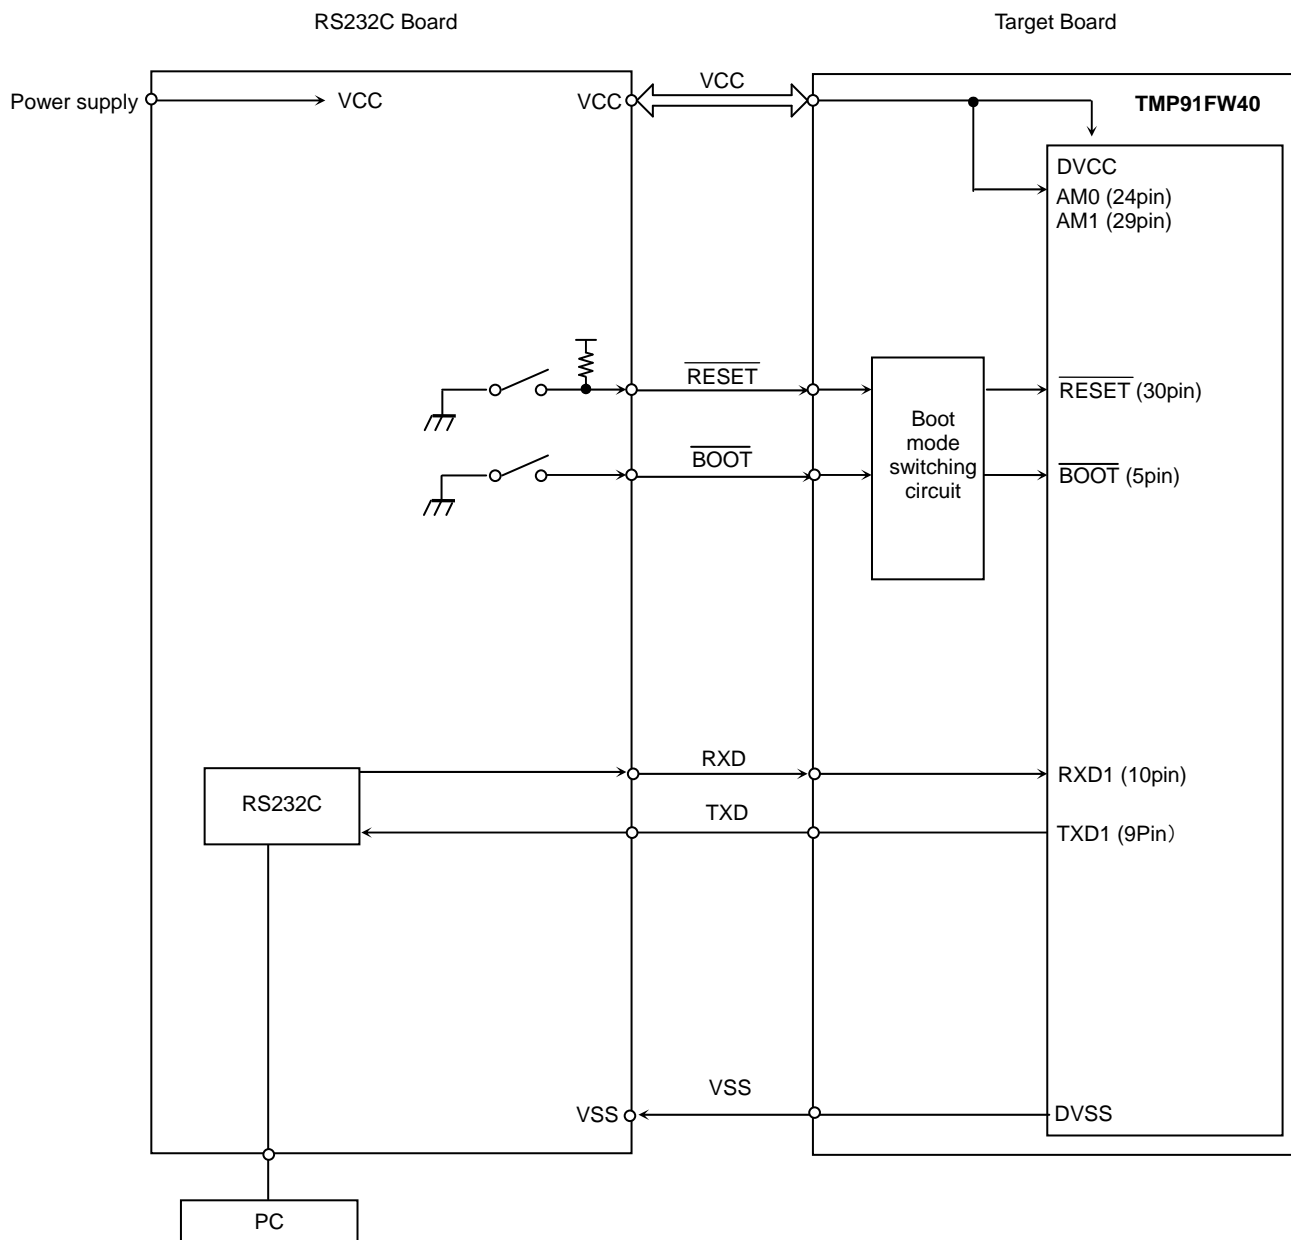 RS232C Board
Target Board
Power supply
VCC
VCC
VCC
TMP91FW40
DVCC
AM0 (24pin)
AM1 (29pin)
RESET
RESET (30pin)
Boot
mode
switching
circuit
BOOT
BOOT (5pin)
RXD
RXD1 (10pin)
RS232C
TXD
TXD1 (9Pin）
VSS
VSS
DVSS
PC